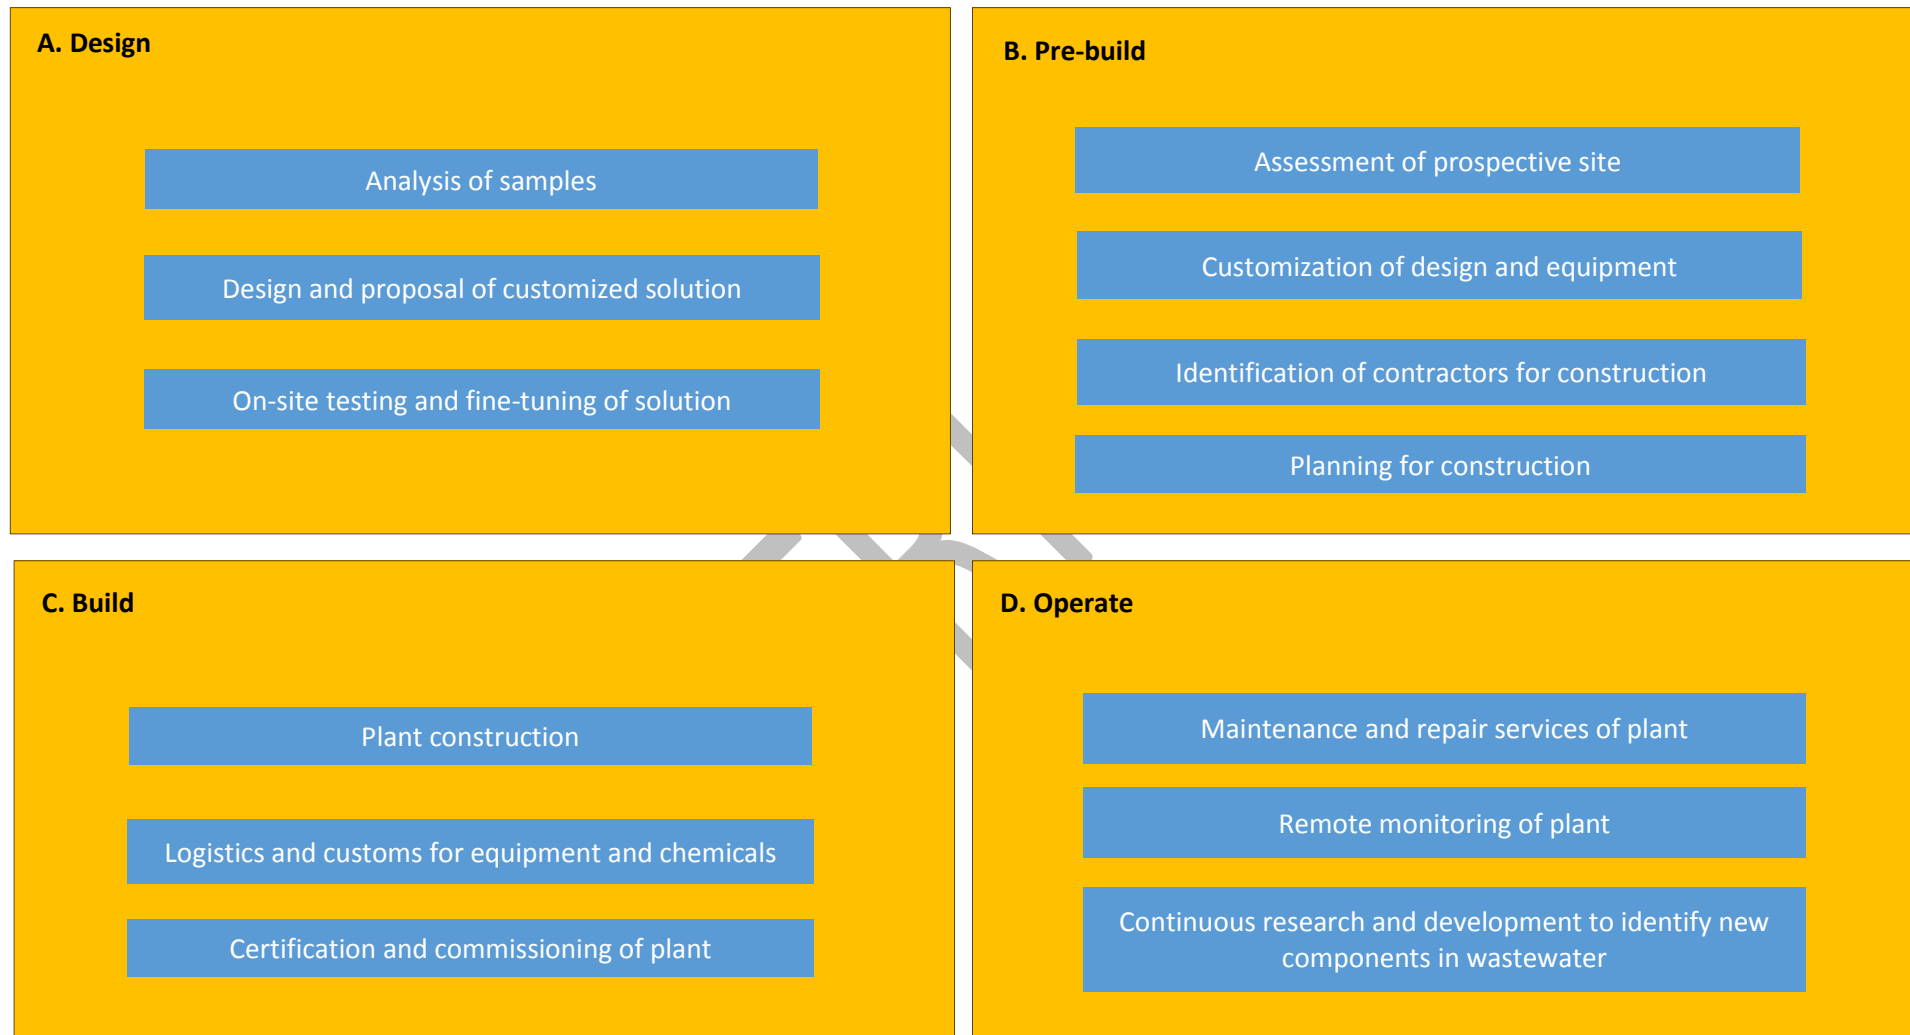 A. Design
Analysis of samples
Design and proposal of customized solution
On-site testing and fine-tuning of solution
B. Pre-build
Assessment of prospective site
Customization of design and equipment
Identification of contractors for construction
Planning for construction
C. Build
Plant construction
Logistics and customs for equipment and chemicals
Certification and commissioning of plant
D. Operate
Maintenance and repair services of plant
Remote monitoring of plant
Continuous research and development to identify new
components in wastewater